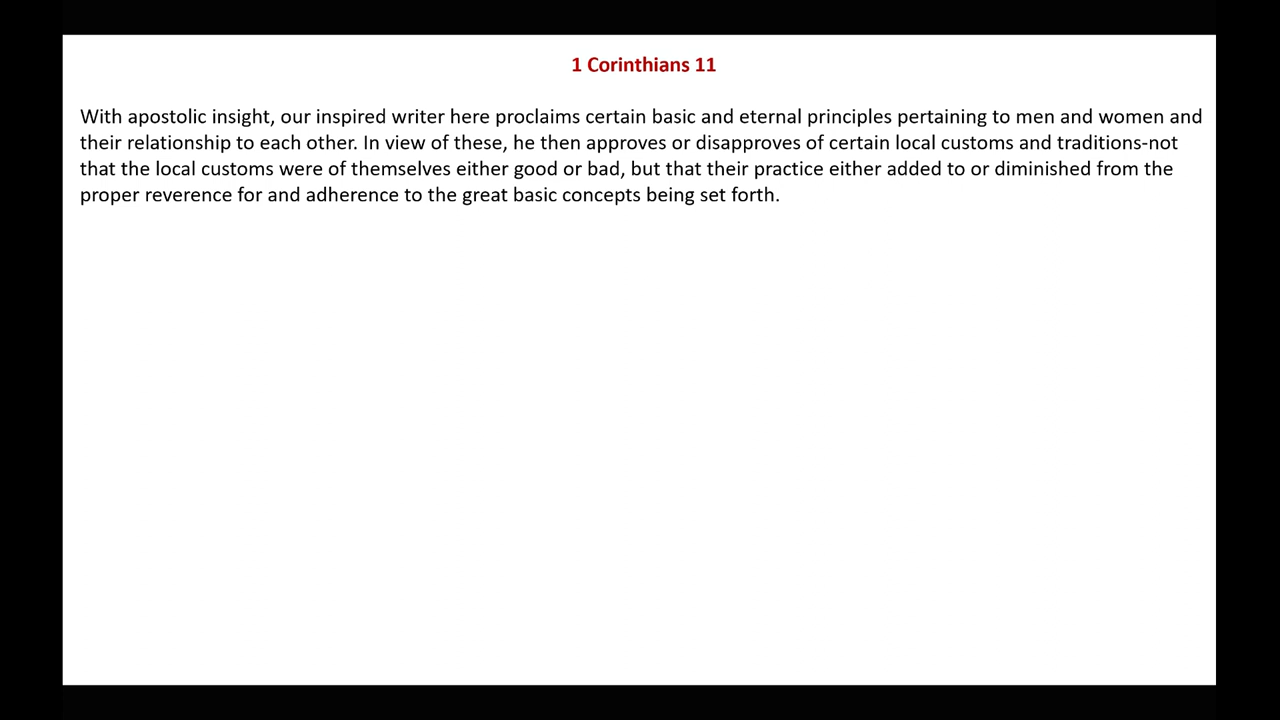 1 Corinthians 11
With apostolic insight, our inspired writer here proclaims certain basic and eternal principles pertaining to men and women and
their relationship to each other. In view of these, he then approves or disapproves of certain local customs and traditions-not
that the local customs were of themselves either good or bad, but that their practice either added to or diminished from the
proper reverence for and adherence to the great basic concepts being set forth.